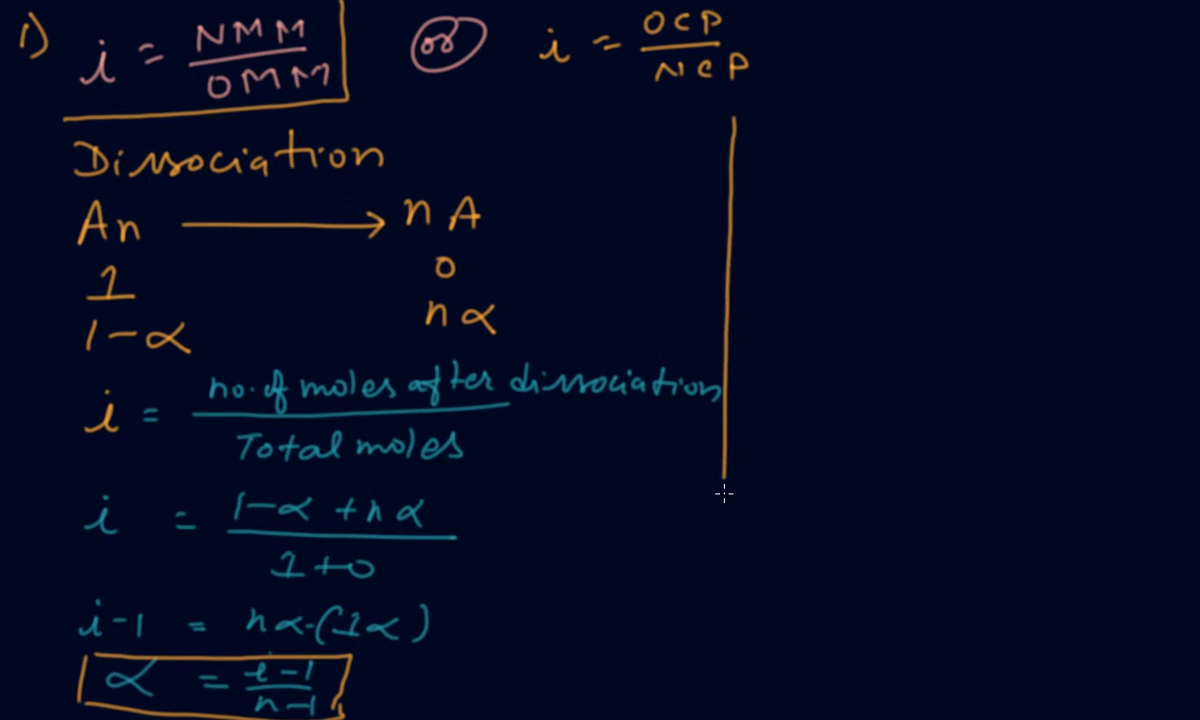 1) i = NMM / OMM or i = OCP / NCP
Dissociation
An → nA
1 0
1-α nα
i = no. of moles after dissociation / Total moles
i = 1-α + nα / 1+0
i-1 = nα-(1α)
α = i-1 / n-1